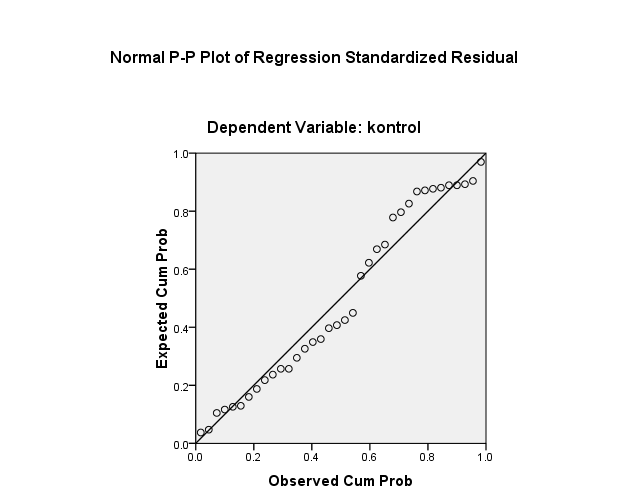 Normal P-P Plot of Regression Standardized Residual
Dependent Variable: kontrol
1.0
0.8
0.6
0.4
0.2
0.0
Expected Cum Prob
0.0 0.2 0.4 0.6 0.8 1.0
Observed Cum Prob